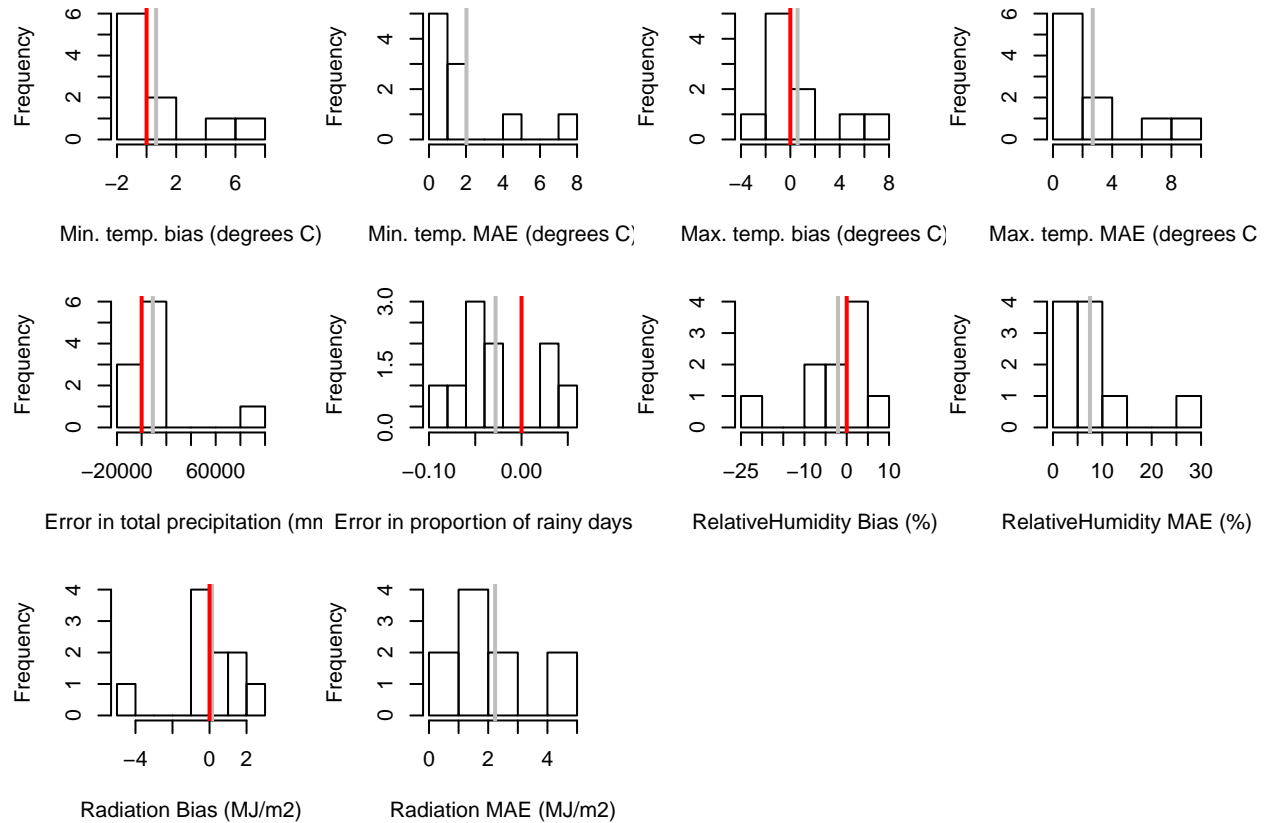 Frequency
0 2 4 6
−2 2 6
Min. temp. bias (degrees C)
Frequency
0 2 4
0 2 4 6 8
Min. temp. MAE (degrees C)
Frequency
0 2 4
−4 0 4 8
Max. temp. bias (degrees C)
Frequency
0 2 4 6
0 4 8
Max. temp. MAE (degrees C
Frequency
0 2 4 6
−20000 60000
Error in total precipitation (mm
Frequency
0.0 1.5 3.0
−0.10 0.00
Error in proportion of rainy days
Frequency
0 1 2 3 4
−25 −10 0 10
RelativeHumidity Bias (%)
Frequency
0 1 2 3 4
0 10 20 30
RelativeHumidity MAE (%)
Frequency
0 1 2 3 4
−4 0 2
Radiation Bias (MJ/m2)
Frequency
0 1 2 3 4
0 2 4
Radiation MAE (MJ/m2)